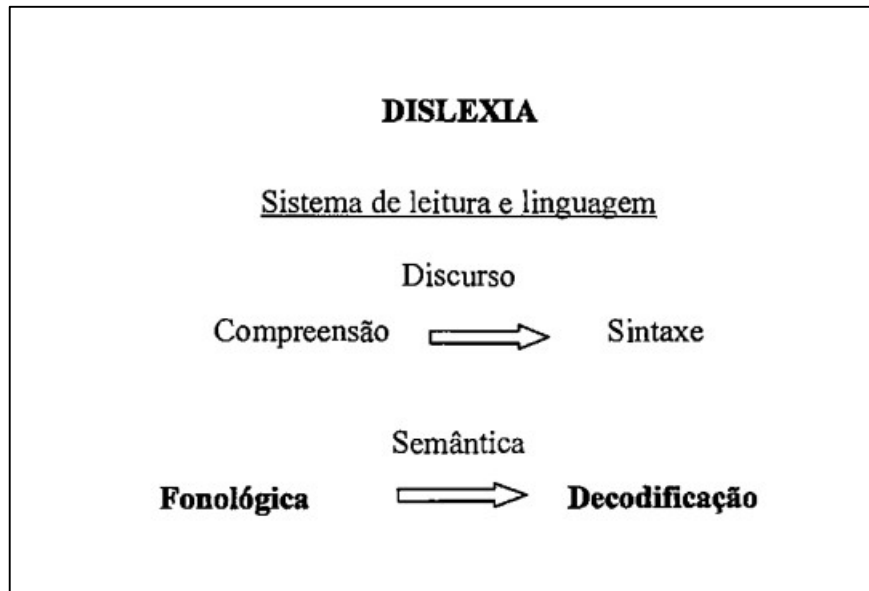 DISLEXIA
Sistema de leitura e linguagem
Discurso
Compreensão Sintaxe
Semântica
Fonológica Decodificação